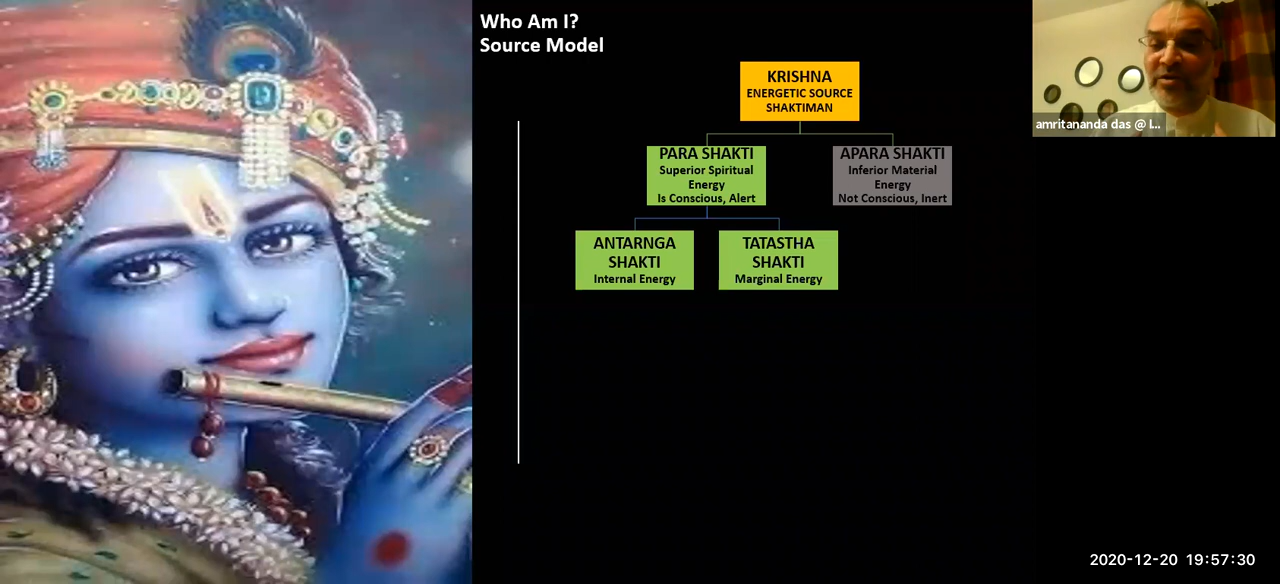 Who Am I?
Source Model
KRISHNA
ENERGETIC SOURCE
SHAKTIMAN
PARA SHAKTI
Superior Spiritual
Energy
Is Conscious, Alert
APARA SHAKTI
Inferior Material
Energy
Not Conscious, Inert
ANTARNGA
SHAKTI
Internal Energy
TATASTHA
SHAKTI
Marginal Energy
amritananda das @ I...
2020-12-20 19:57:30